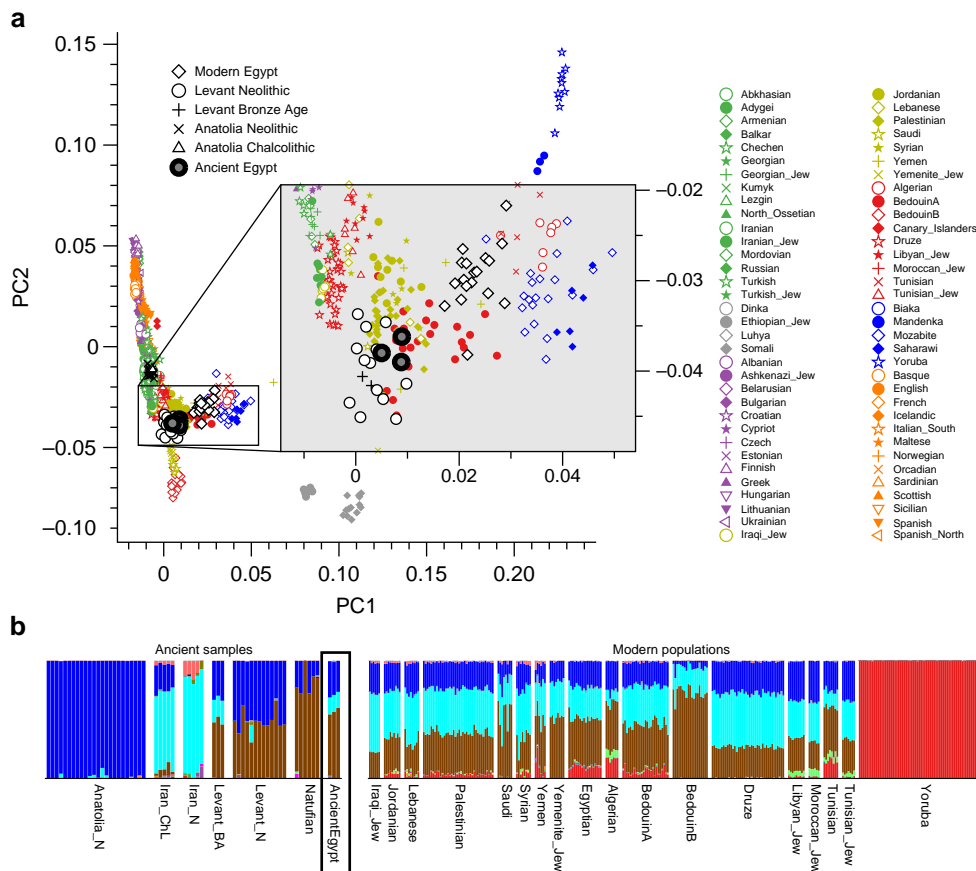 a
0.15
0.10
0.05
0
–0.05
–0.10
PC2
0
0.05
0.10
0.15
0.20
PC1
Modern Egypt
Levant Neolithic
Levant Bronze Age
Anatolia Neolithic
Anatolia Chalcolithic
Ancient Egypt
–0.02
–0.03
–0.04
0
0.02
0.04
Abkhasian
Adygei
Armenian
Balkar
Chechen
Georgian
Georgian_Jew
Kumyk
Lezgin
North_Ossetian
Iranian
Iranian_Jew
Mordovian
Russian
Turkish
Turkish_Jew
Dinka
Ethiopian_Jew
Luhya
Somali
Albanian
Ashkenazi_Jew
Belarusian
Bulgarian
Croatian
Cypriot
Czech
Estonian
Finnish
Greek
Hungarian
Lithuanian
Ukrainian
Iraqi_Jew
Jordanian
Lebanese
Palestinian
Saudi
Syrian
Yemen
Yemenite_Jew
Algerian
BedouinA
BedouinB
Canary_Islanders
Druze
Libyan_Jew
Moroccan_Jew
Tunisian
Tunisian_Jew
Biaka
Mandenka
Mozabite
Saharawi
Yoruba
Basque
English
French
Icelandic
Italian_South
Maltese
Norwegian
Orcadian
Sardinian
Scottish
Sicilian
Spanish
Spanish_North
b
Ancient samples
Modern populations
Anatolia_N
Iran_ChL
Iran_N
Levant_BA
Levant_N
Natufian
AncientEgypt
Iraqi_Jew
Jordanian
Lebanese
Palestinian
Saudi
Syrian
Yemen
Yemenite_Jew
Egyptian
Algerian
BedouinA
BedouinB
Druze
Libyan_Jew
Moroccan_Jew
Tunisian
Tunisian_Jew
Yoruba